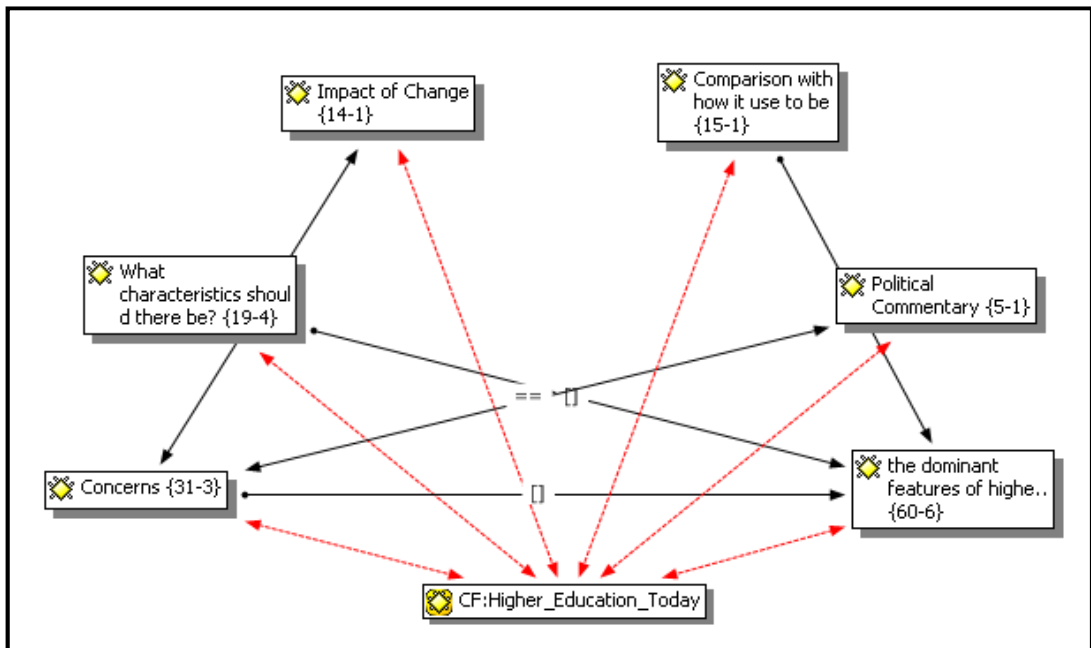 Impact of Change
{14-1}
Comparison with
how it use to be
{15-1}
What
characteristics shoul
d there be? {19-4}
Political
Commentary {5-1}
== * []
Concerns {31-3}
[]
the dominant
features of highe..
{60-6}
CF:Higher_Education_Today